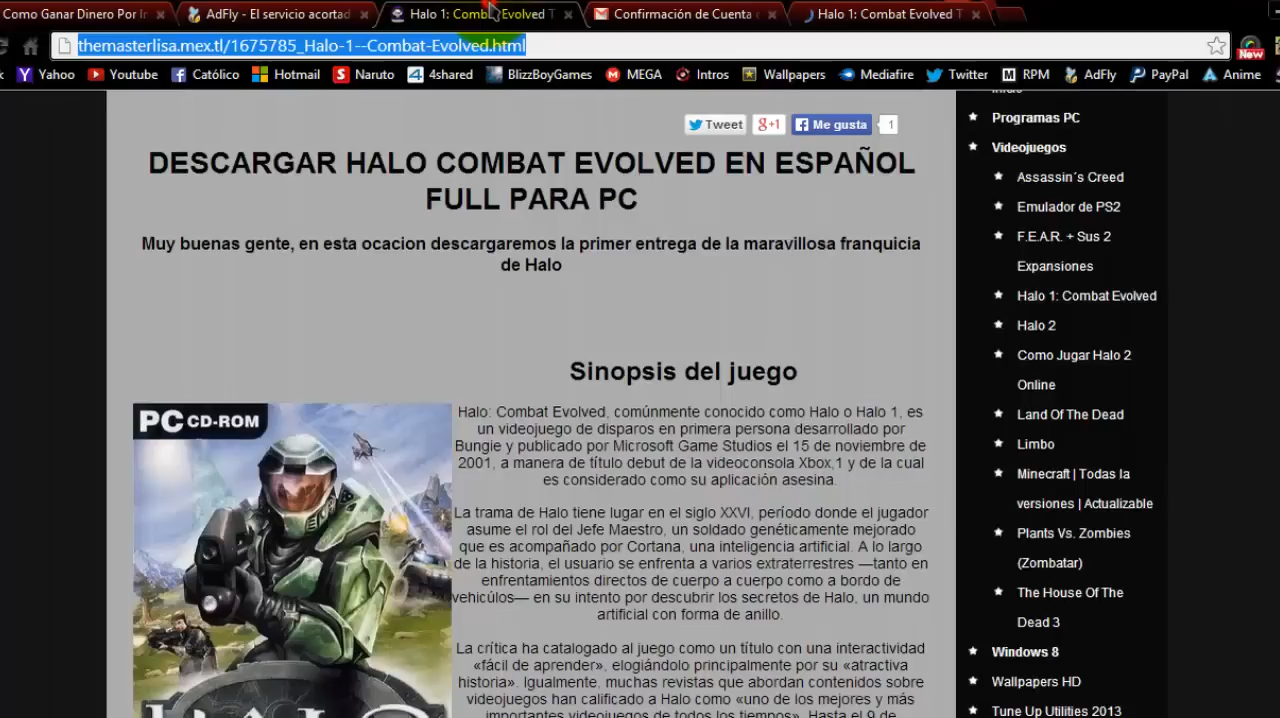 Como Ganar Dinero Por In
AdFly - El servicio acortad
Halo 1: Combat Evolved T
Confirmación de Cuenta e
Halo 1: Combat Evolved T
themasterlisa.mex.tl/1675785_Halo-1--Combat-Evolved.html
New
k Yahoo Youtube Católico Hotmail Naruto 4shared BlizzBoyGames MEGA Intros Wallpapers Mediafire Twitter RPM AdFly PayPal Anime
Tweet g+1 Me gusta 1
DESCARGAR HALO COMBAT EVOLVED EN ESPAÑOL
FULL PARA PC
Muy buenas gente, en esta ocacion descargaremos la primer entrega de la maravillosa franquicia
de Halo
Sinopsis del juego
PC CD-ROM
HALO
Halo: Combat Evolved, comúnmente conocido como Halo o Halo 1, es
un videojuego de disparos en primera persona desarrollado por
Bungie y publicado por Microsoft Game Studios el 15 de noviembre de
2001, a manera de título debut de la videoconsola Xbox,1 y de la cual
es considerado como su aplicación asesina.
La trama de Halo tiene lugar en el siglo XXVI, período donde el jugador
asume el rol del Jefe Maestro, un soldado genéticamente mejorado
que es acompañado por Cortana, una inteligencia artificial. A lo largo
de la historia, el usuario se enfrenta a varios extraterrestres —tanto en
enfrentamientos directos de cuerpo a cuerpo como a bordo de
vehículos— en su intento por descubrir los secretos de Halo, un mundo
artificial con forma de anillo.
La crítica ha catalogado al juego como un título con una interactividad
«fácil de aprender», elogiándolo principalmente por su «atractiva
historia». Igualmente, muchas revistas que abordan contenidos sobre
videojuegos han calificado a Halo como «uno de los mejores y más
importantes videojuegos de todo los tiempos». Hasta el 9 de
Inicio
Programas PC
Videojuegos
Assassin´s Creed
Emulador de PS2
F.E.A.R. + Sus 2
Expansiones
Halo 1: Combat Evolved
Halo 2
Como Jugar Halo 2
Online
Land Of The Dead
Limbo
Minecraft | Todas la
versiones | Actualizable
Plants Vs. Zombies
(Zombatar)
The House Of The
Dead 3
Windows 8
Wallpapers HD
Tune Up Utilities 2013